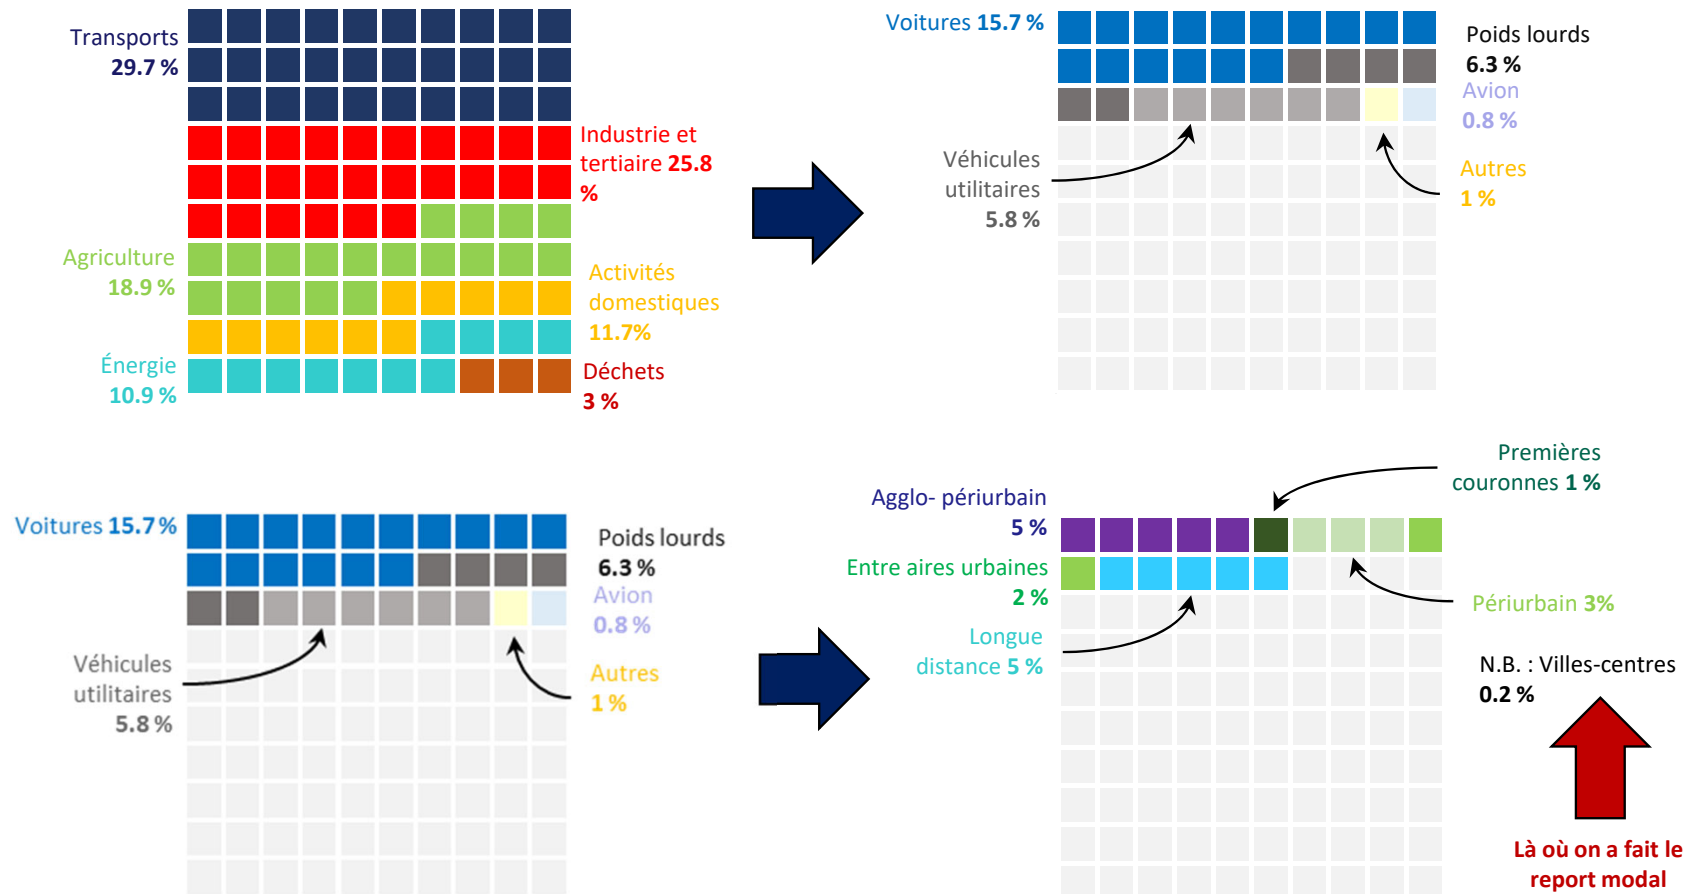 Transports
29.7 %
Industrie et
tertiaire 25.8
%
Agriculture
18.9 %
Activités
domestiques
11.7%
Énergie
10.9 %
Déchets
3 %
Voitures 15.7 %
Poids lourds
6.3 %
Avion
0.8 %
Véhicules
utilitaires
5.8 %
Autres
1 %
Voitures 15.7 %
Poids lourds
6.3 %
Avion
0.8 %
Véhicules
utilitaires
5.8 %
Autres
1 %
Premières
couronnes 1 %
Agglo- périurbain
5 %
Entre aires urbaines
2 %
Périurbain 3%
Longue
distance 5 %
N.B. : Villes-centres
0.2 %
Là où on a fait le
report modal